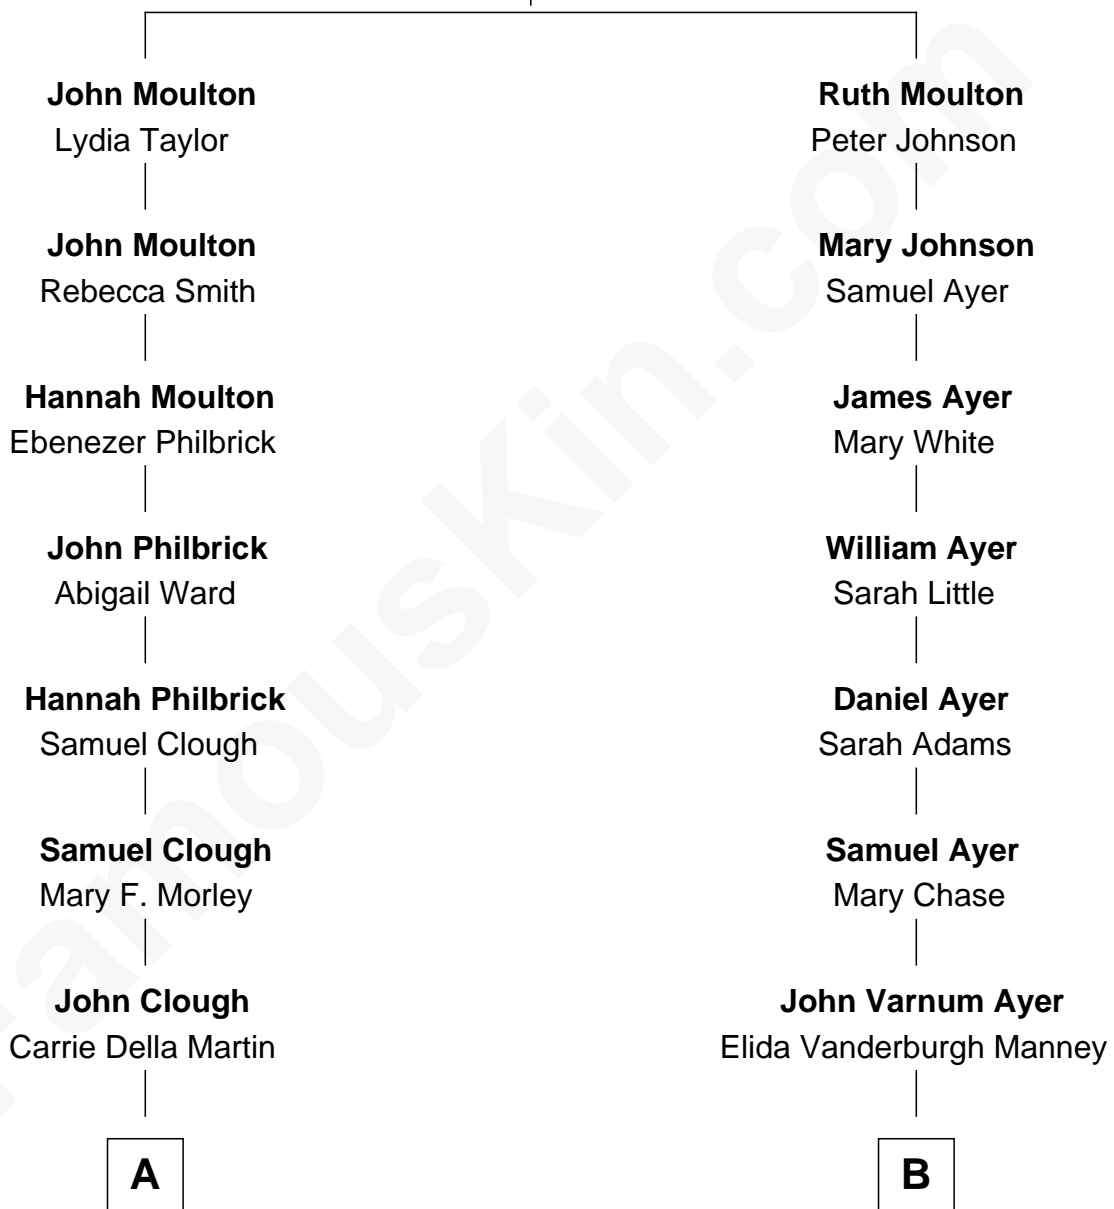 John Moulton
Lydia Taylor
John Moulton
Rebecca Smith
Hannah Moulton
Ebenezer Philbrick
John Philbrick
Abigail Ward
Hannah Philbrick
Samuel Clough
Samuel Clough
Mary F. Morley
John Clough
Carrie Della Martin
A
Ruth Moulton
Peter Johnson
Mary Johnson
Samuel Ayer
James Ayer
Mary White
William Ayer
Sarah Little
Daniel Ayer
Sarah Adams
Samuel Ayer
Mary Chase
John Varnum Ayer
Elida Vanderburgh Manney
B
FamousKin.com